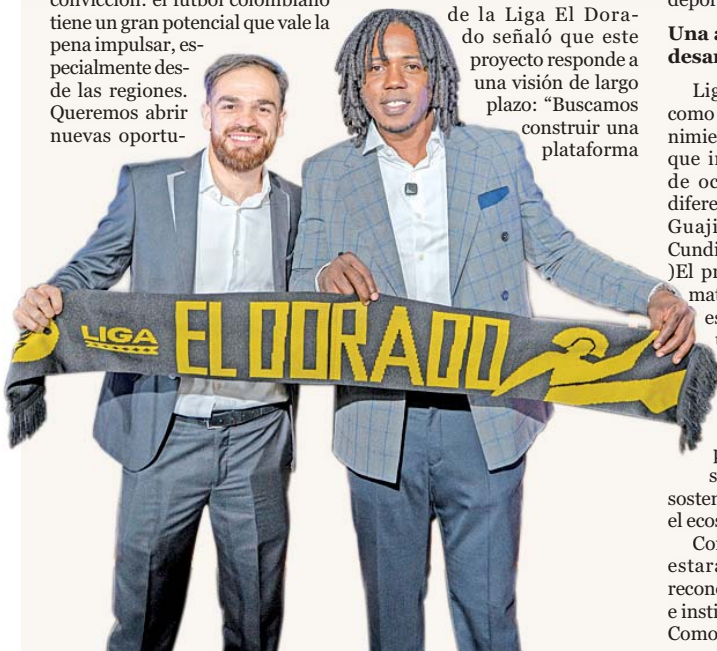 convicción: el fútbol colombiano
tiene un gran potencial que vale la
pena impulsar, es-
pecialmente des-
de las regiones.
Queremos abrir
nuevas oportu-
de la Liga El Dora-
do señaló que este
proyecto responde a
una visión de largo
plazo: “Buscamos
construir una
plataforma
Una a
desar
Lig
como
nimie
que in
de oc
difere
Guaji
Cundi
)El pr
mat
es
sosten
el ecos
Con
estara
recono
e insti
Como
LIGA
EL DORADO